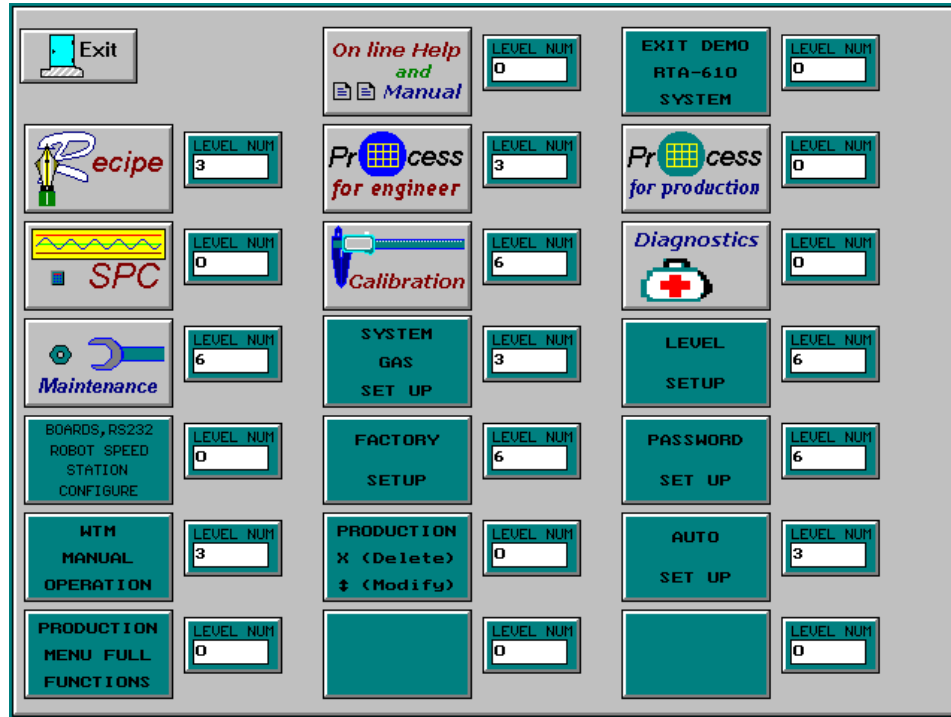 Exit
On line Help
and
Manual
LEVEL NUM
0
EXIT DEMO
RTA-610
SYSTEM
LEVEL NUM
0
Recipe
LEVEL NUM
3
Process
for engineer
LEVEL NUM
3
Process
for production
LEVEL NUM
0
SPC
LEVEL NUM
0
Calibration
LEVEL NUM
6
Diagnostics
LEVEL NUM
0
Maintenance
LEVEL NUM
6
SYSTEM
GAS
SET UP
LEVEL NUM
3
LEVEL
SETUP
LEVEL NUM
6
BOARDS,RS232
ROBOT SPEED
STATION
CONFIGURE
LEVEL NUM
0
FACTORY
SETUP
LEVEL NUM
6
PASSWORD
SET UP
LEVEL NUM
6
WTM
MANUAL
OPERATION
LEVEL NUM
3
PRODUCTION
X (Delete)
↕ (Modify)
LEVEL NUM
0
AUTO
SET UP
LEVEL NUM
3
PRODUCTION
MENU FULL
FUNCTIONS
LEVEL NUM
0
LEVEL NUM
0
LEVEL NUM
0